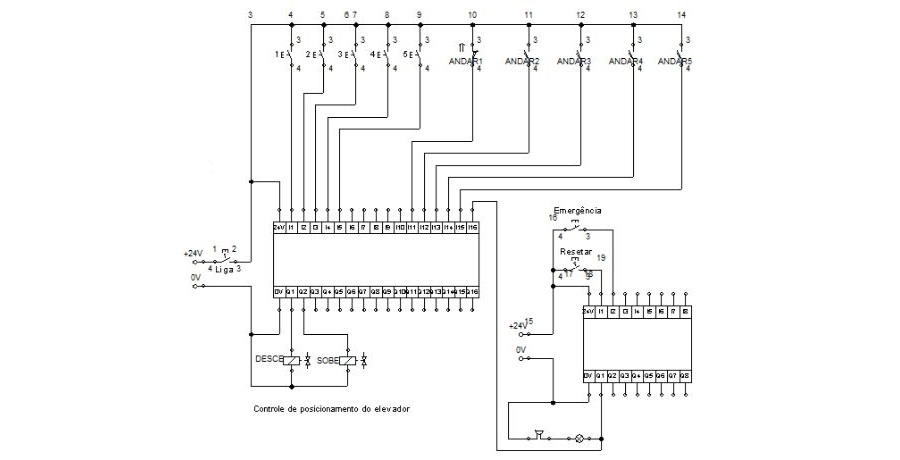 3 4 5 6 7 8 9 10 11 12 13 14
3 3 3 3 3 3 3 3 3 3
1 E 2 E 3 E 4 E 5 E ANDAR1 ANDAR2 ANDAR3 ANDAR4 ANDAR5
4 4 4 4 4 4 4 4 4 4
24V I1 I2 I3 I4 I5 I6 I7 I8 I9 I10 I11 I12 I13 I14 I15 I16
Emergência
16
4 3
+24V 1 2
4 Liga 3
0V
Resetar
19
4 17 18
0V Q1 Q2 Q3 Q4 Q5 Q6 Q7 Q8 Q9 Q10 Q11 Q12 Q13 Q14 Q15 Q16
24V I1 I2 I3 I4 I5 I6 I7 I8
+24V 15
0V
DESCE SOBE
0V Q1 Q2 Q3 Q4 Q5 Q6 Q7 Q8
Controle de posicionamento do elevador